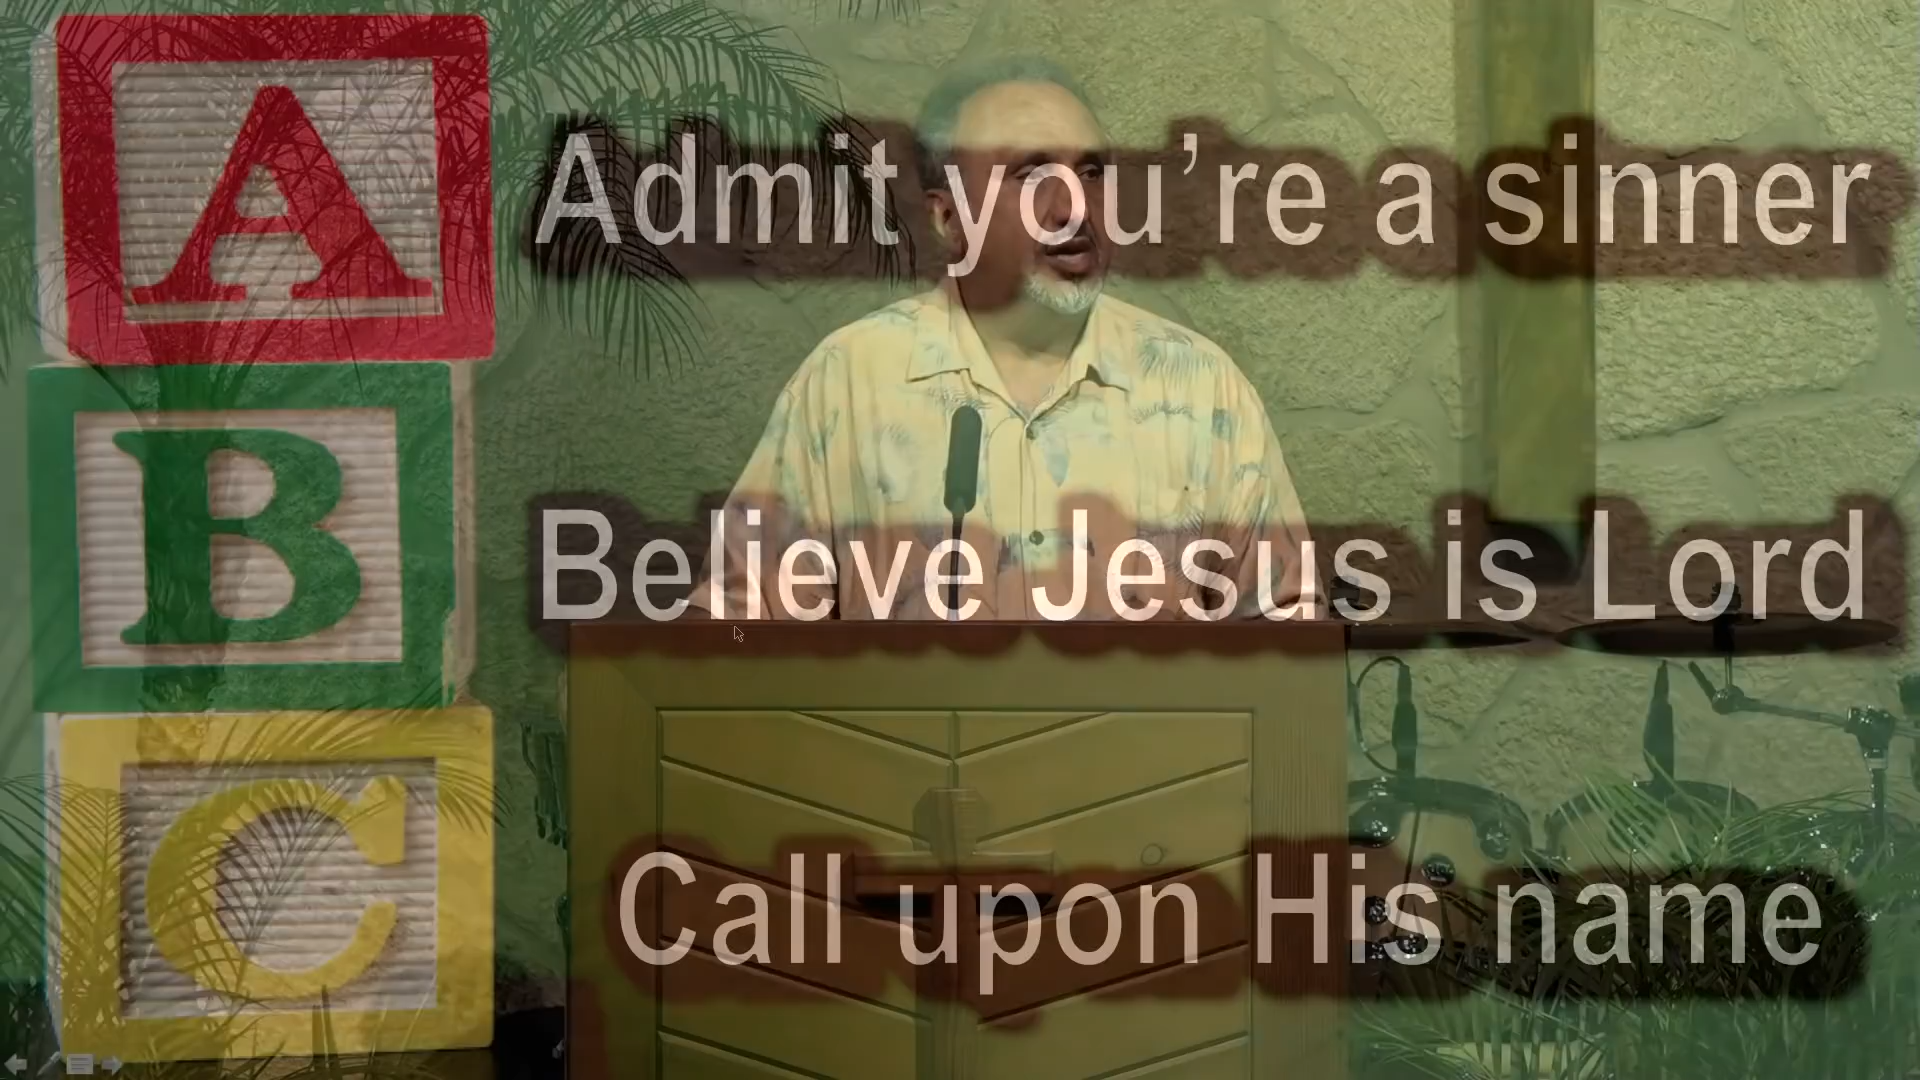 A
Admit you're a sinner
B
Believe Jesus is Lord
C
Call upon His name